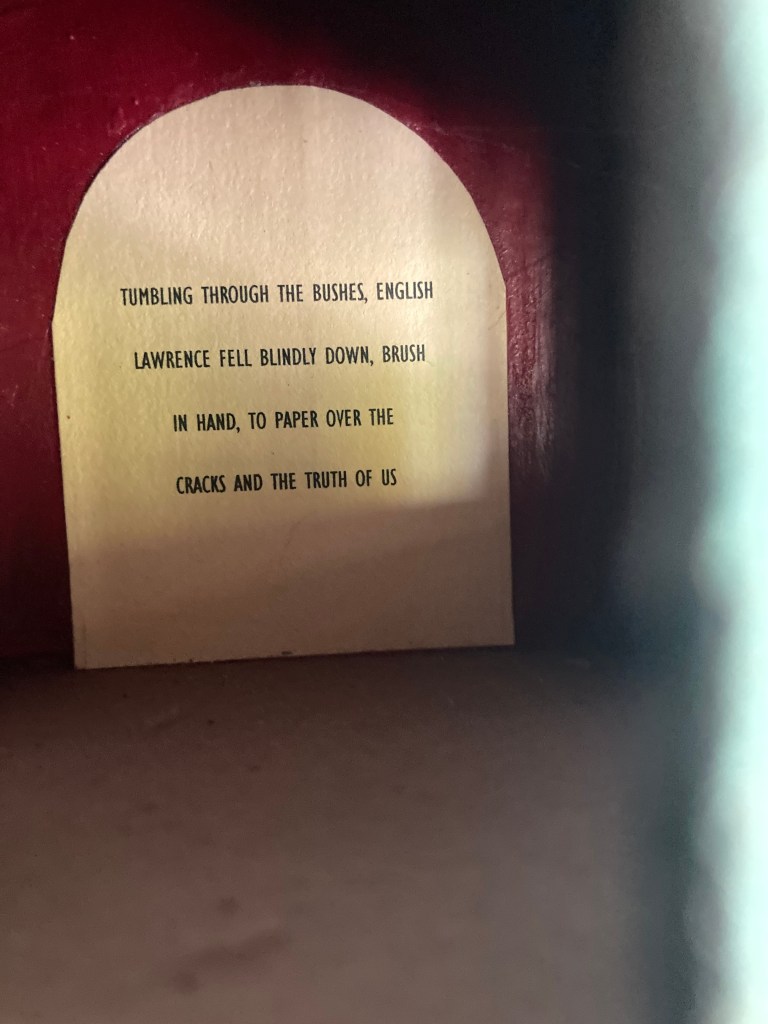 TUMBLING THROUGH THE BUSHES, ENGLISH
LAWRENCE FELL BLINDLY DOWN, BRUSH
IN HAND, TO PAPER OVER THE
CRACKS AND THE TRUTH OF US